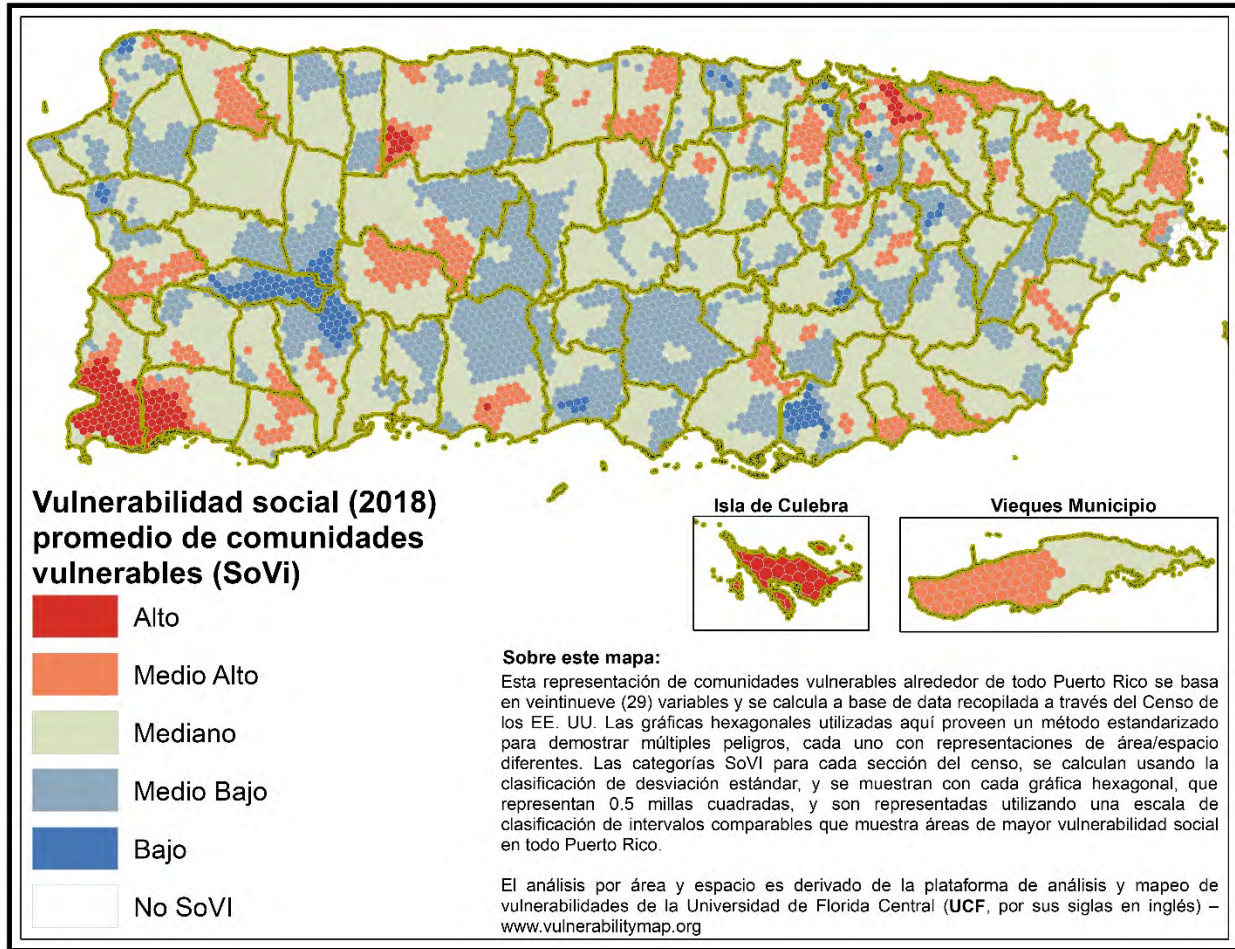 Isla de Culebra
Vieques Municipio
Vulnerabilidad social (2018)
promedio de comunidades
vulnerables (SoVi)
Alto
Medio Alto
Mediano
Medio Bajo
Bajo
No SoVI
Sobre este mapa:
Esta representación de comunidades vulnerables alrededor de todo Puerto Rico se basa
en veintinueve (29) variables y se calcula a base de data recopilada a través del Censo de
los EE. UU. Las gráficas hexagonales utilizadas aquí proveen un método estandarizado
para demostrar múltiples peligros, cada uno con representaciones de área/espacio
diferentes. Las categorías SoVI para cada sección del censo, se calculan usando la
clasificación de desviación estándar, y se muestran con cada gráfica hexagonal, que
representan 0.5 millas cuadradas, y son representadas utilizando una escala de
clasificación de intervalos comparables que muestra áreas de mayor vulnerabilidad social
en todo Puerto Rico.
El análisis por área y espacio es derivado de la plataforma de análisis y mapeo de
vulnerabilidades de la Universidad de Florida Central (UCF, por sus siglas en inglés) –
www.vulnerabilitymap.org